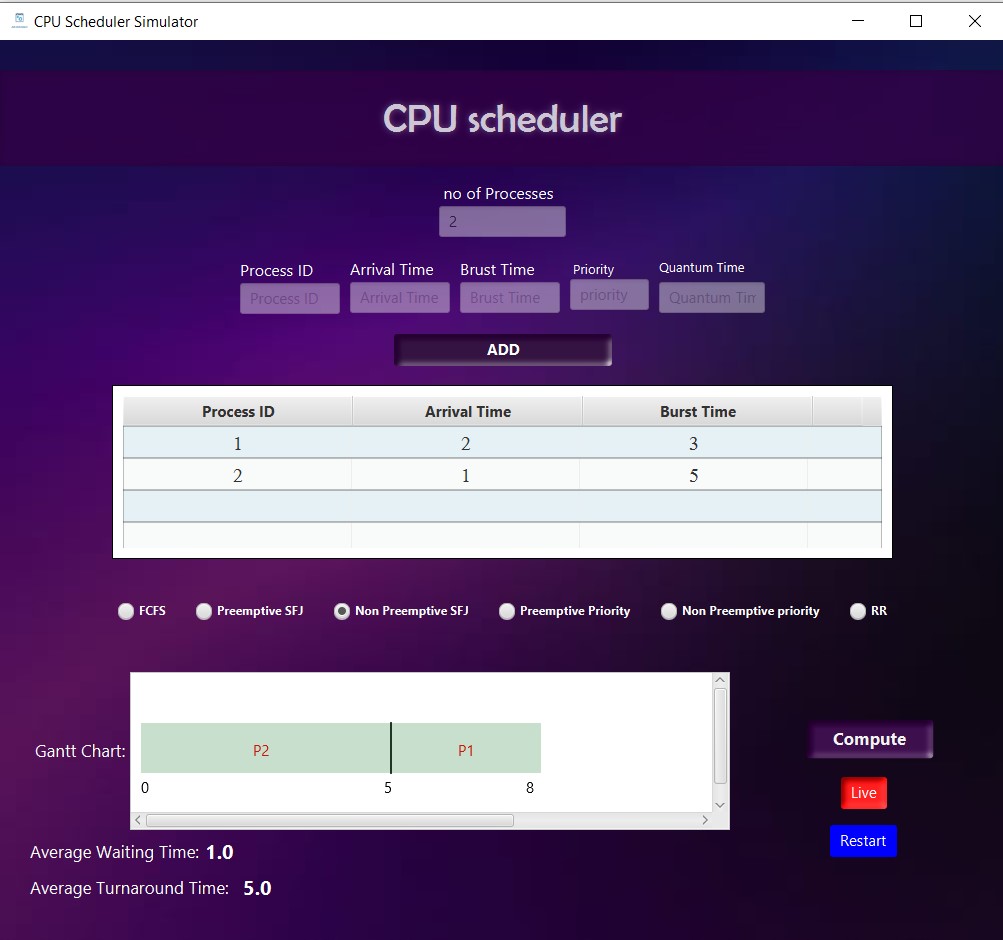 CPU Scheduler Simulator
CPU scheduler
no of Processes
2
Process ID Arrival Time Brust Time Priority Quantum Time
Process ID Arrival Time Brust Time priority Quantum Tin
ADD
Process ID Arrival Time Burst Time
1 2 3
2 1 5
FCFS Preemptive SFJ Non Preemptive SFJ Preemptive Priority Non Preemptive priority RR
Gantt Chart: P2 P1
0 5 8
Compute
Live
Restart
Average Waiting Time: 1.0
Average Turnaround Time: 5.0